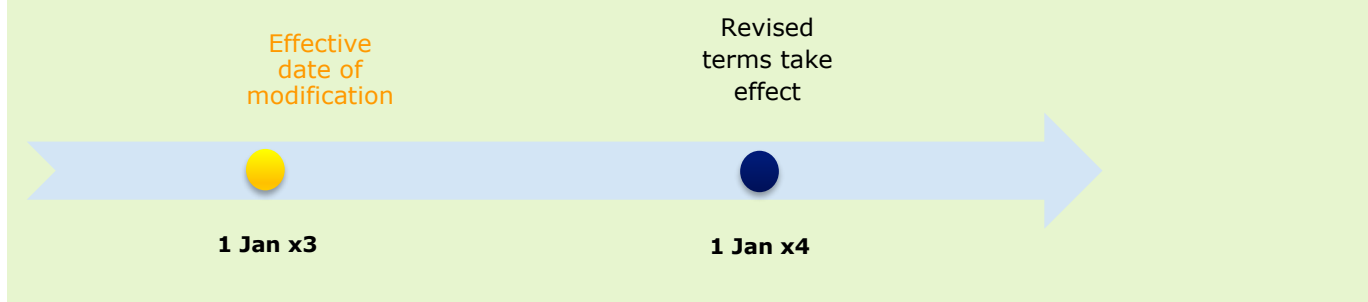 Effective
date of
modification
Revised
terms take
effect
1 Jan x3
1 Jan x4